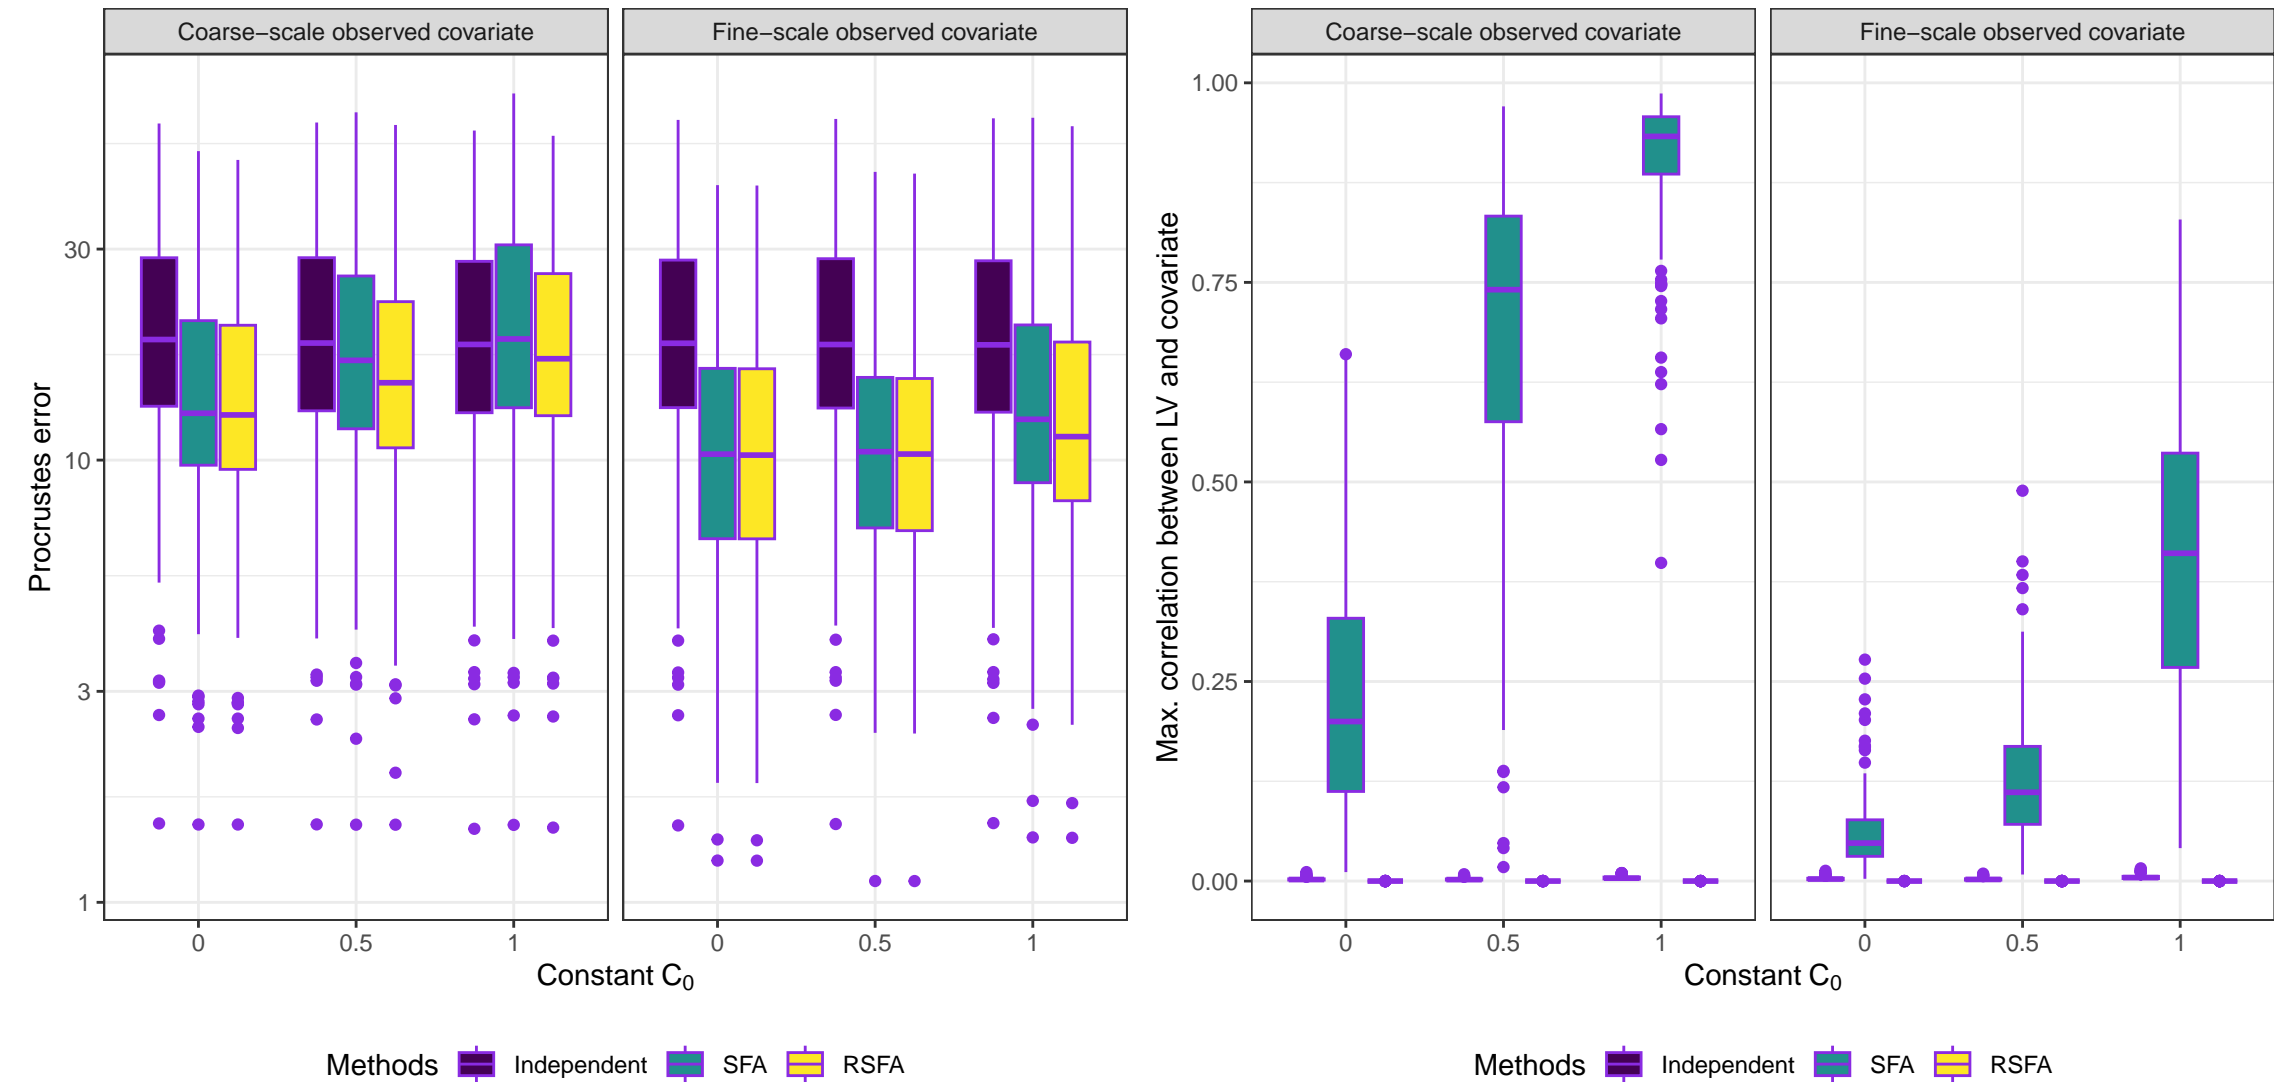 Coarse−scale observed covariate
Fine−scale observed covariate
Procrustes error
30
10
3
1
0
0.5
1
0
0.5
1
Constant C₀
Methods Independent SFA RSFA
Coarse−scale observed covariate
Fine−scale observed covariate
Max. correlation between LV and covariate
1.00
0.75
0.50
0.25
0.00
0
0.5
1
0
0.5
1
Constant C₀
Methods Independent SFA RSFA